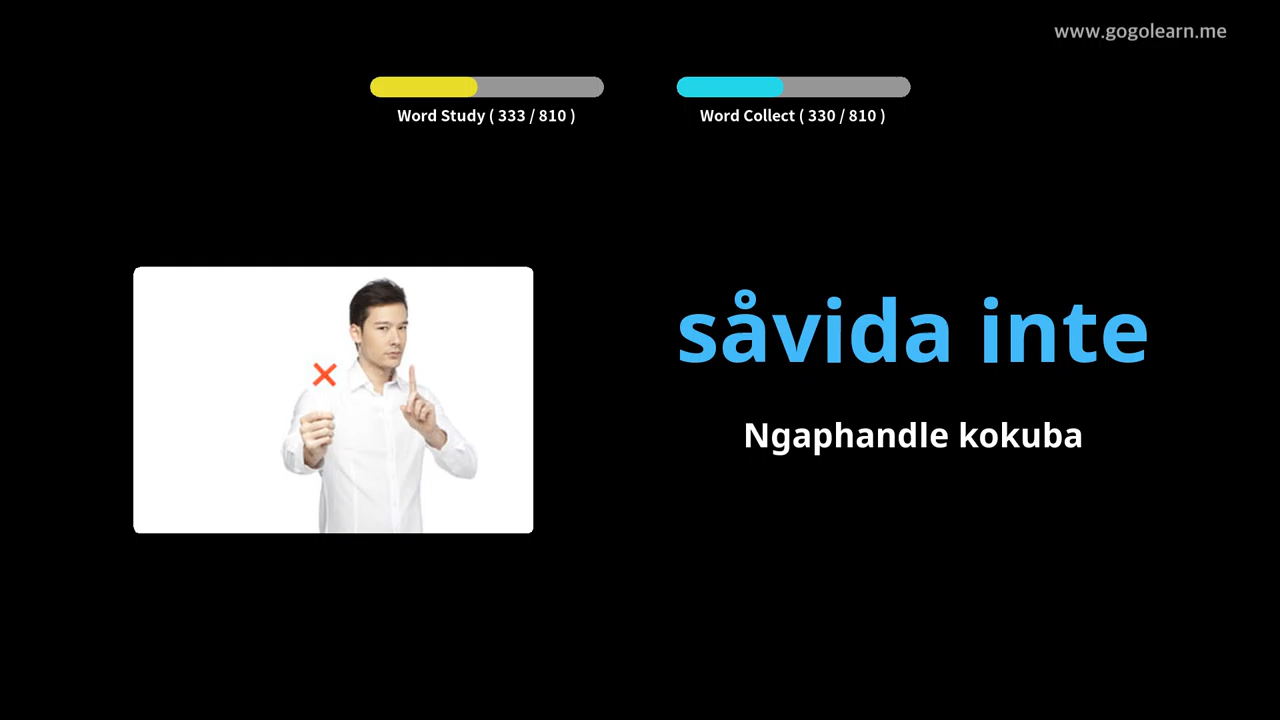 www.gogolearn.me
Word Study ( 333 / 810 )
Word Collect ( 330 / 810 )
såvida inte
Ngaphandle kokuba